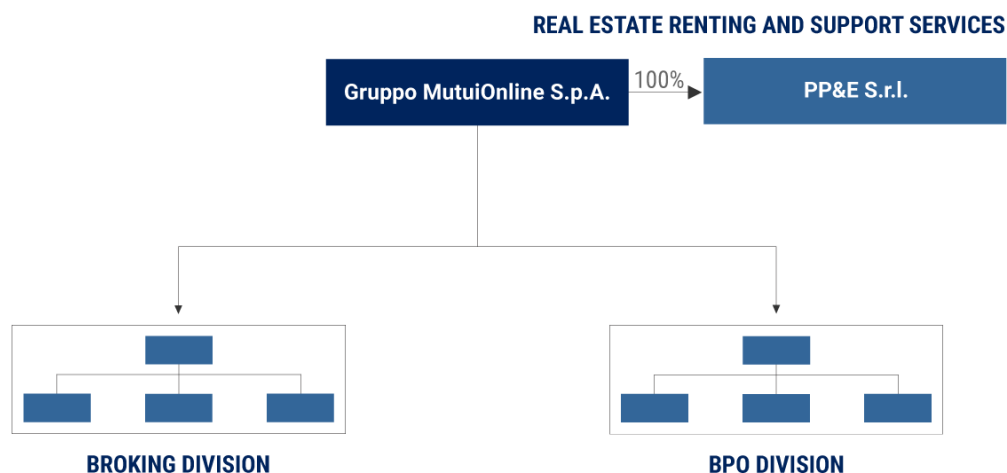 REAL ESTATE RENTING AND SUPPORT SERVICES
Gruppo MutuiOnline S.p.A.
100%
PP&E S.r.l.
BROKING DIVISION
BPO DIVISION